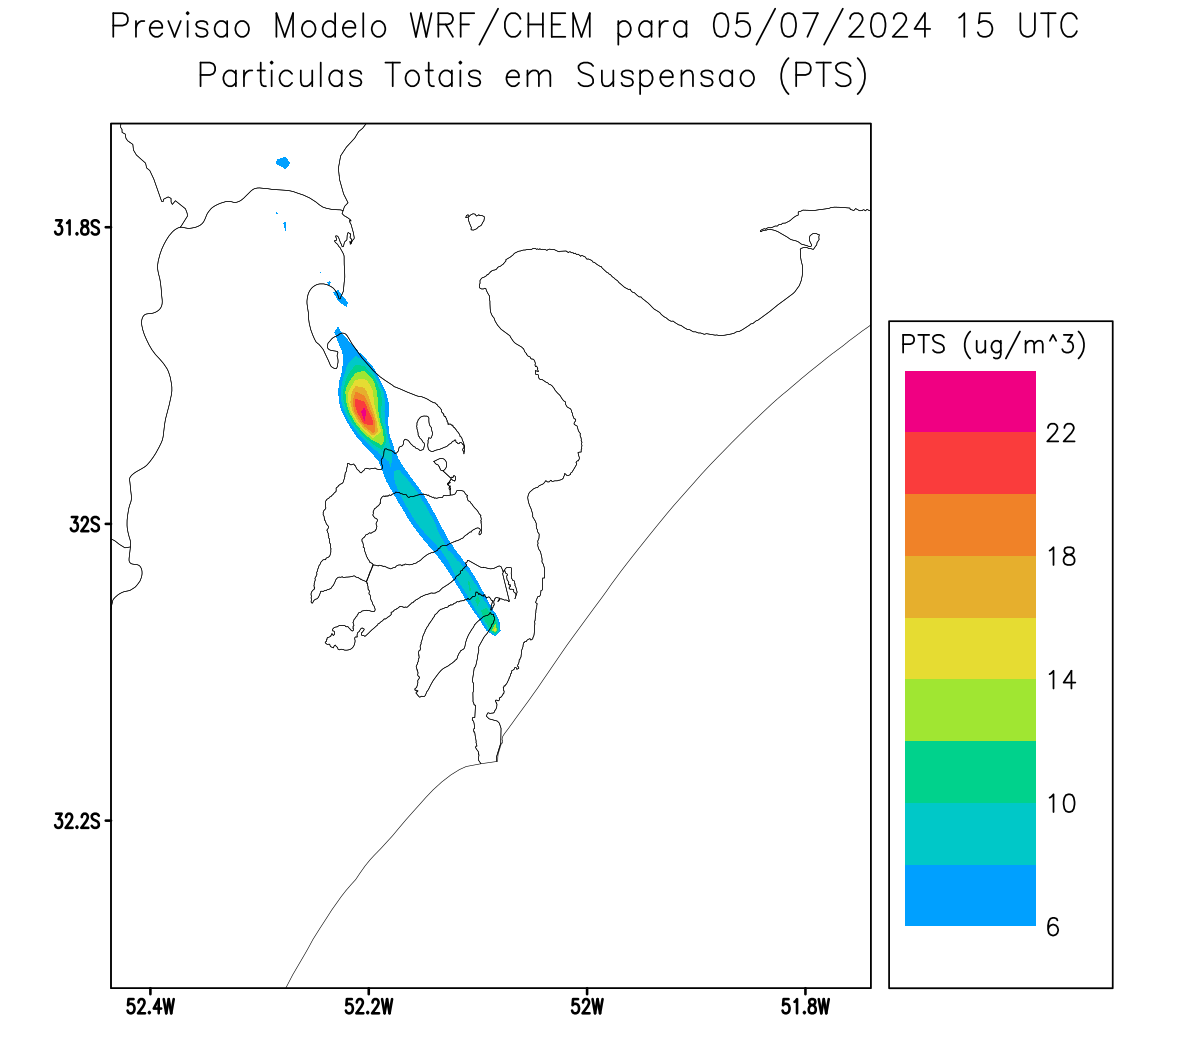 Previsao Modelo WRF/CHEM para 05/07/2024 15 UTC
Particulas Totais em Suspensao (PTS)
31.8S
32S
32.2S
52.4W
52.2W
52W
51.8W
PTS (ug/m^3)
22
18
14
10
6